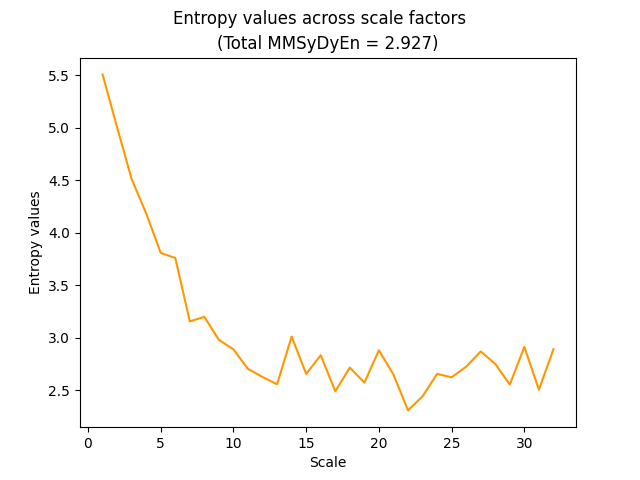 Entropy values across scale factors
(Total MMSyDyEn = 2.927)
5.5
5.0
4.5
4.0
3.5
3.0
2.5
Entropy values
0 5 10 15 20 25 30
Scale